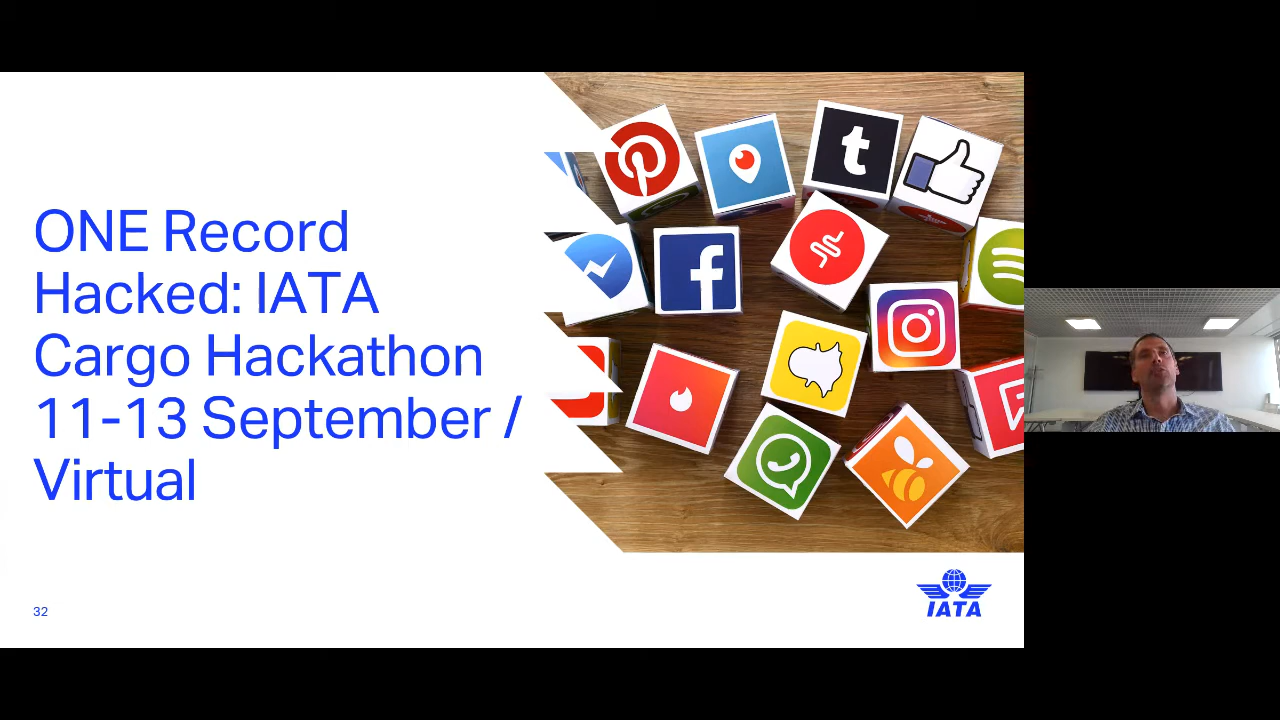 ONE Record
Hacked: IATA
Cargo Hackathon
11-13 September /
Virtual
32
IATA